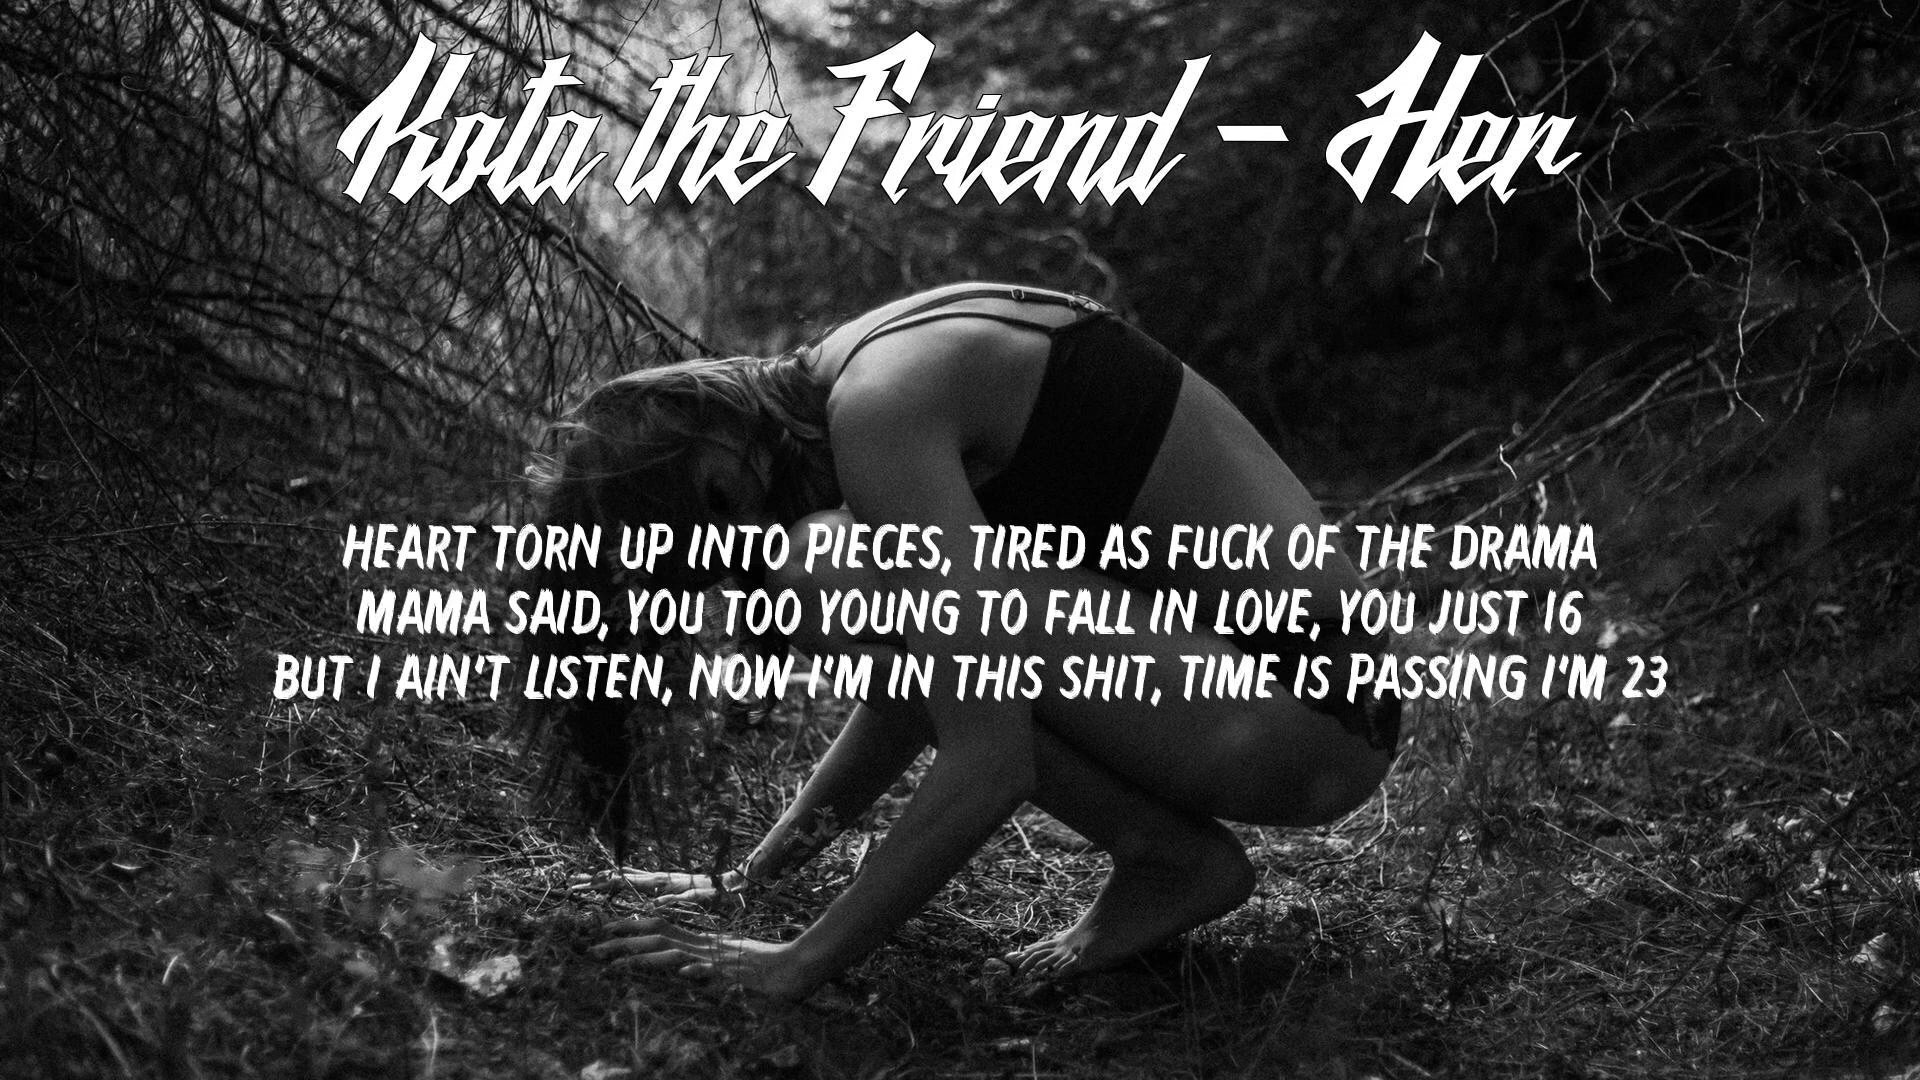 Kota the Friend - Her
HEART TORN UP INTO PIECES, TIRED AS FUCK OF THE DRAMA
MAMA SAID, YOU TOO YOUNG TO FALL IN LOVE, YOU JUST 16
BUT I AIN'T LISTEN, NOW I'M IN THIS SHIT, TIME IS PASSING I'M 23